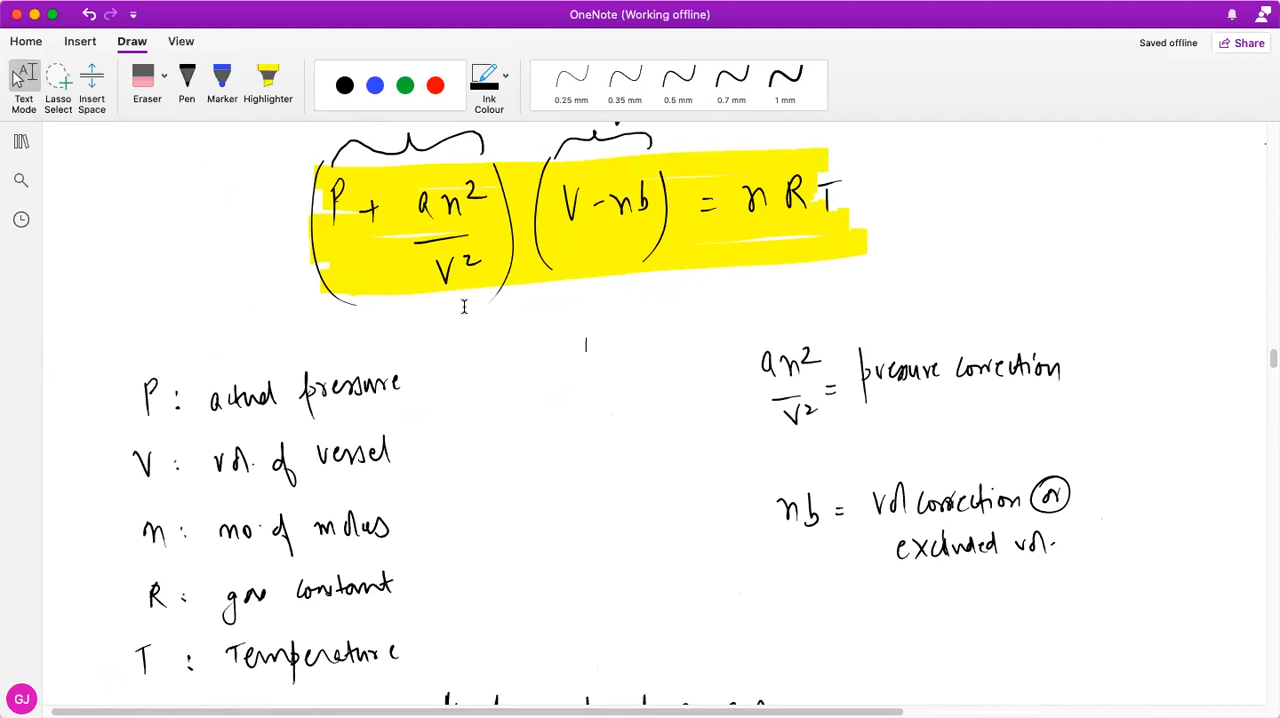 OneNote (Working offline)
Home Insert Draw View
Saved offline
Share
Text Mode
Lasso Select
Insert Space
Eraser
Pen
Marker
Highlighter
Ink Colour
0.25 mm
0.35 mm
0.5 mm
0.7 mm
1 mm
(P + an²/V²) (V - nb) = n R T
an²/V² = pressure correction
P : actual pressure
V : vol. of vessel
nb = vol correction or
excluded vol.
n : no. of moles
R : gas constant
T : Temperature
GJ